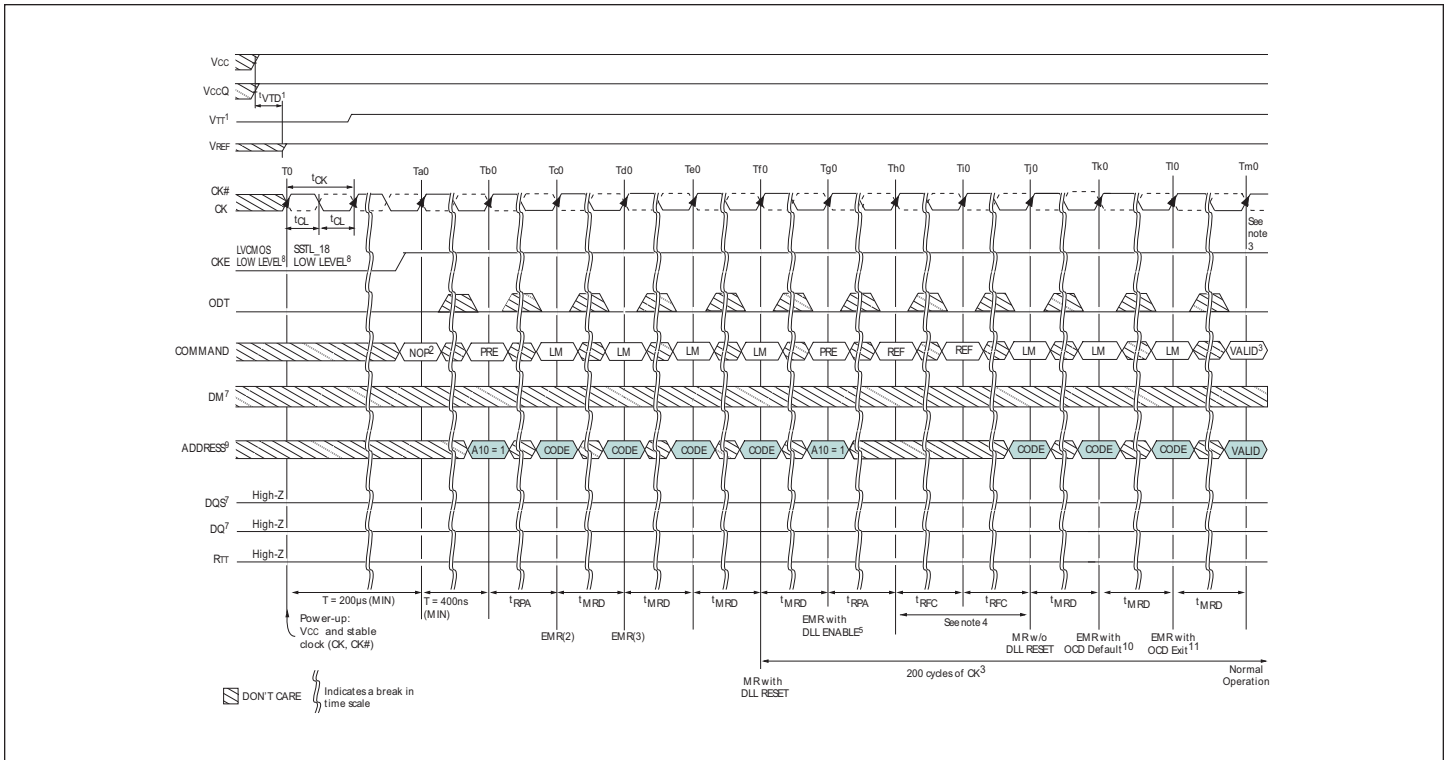 VCC
VCCQ
tVTD1
VTT1
VREF
T0 Ta0 Tb0 Tc0 Td0 Te0 Tf0 Tg0 Th0 Ti0 Tj0 Tk0 Tl0 Tm0
tCK
CK#
CK
tCL tCL
See note 3
CKE LVCMOS LOW LEVEL8 SSTL_18 LOW LEVEL8
ODT
COMMAND NOP2 PRE LM LM LM LM PRE REF REF LM LM LM VALID3
DM7
ADDRESS9 A10 = 1 CODE CODE CODE CODE A10 = 1 CODE CODE CODE VALID
DQS7 High-Z
DQ7 High-Z
RTT High-Z
T = 200µs (MIN) T = 400ns (MIN) tRPA tMRD tMRD tMRD tMRD tRPA tRFC tRFC tMRD tMRD tMRD
See note 4
Power-up:
VCC and stable
clock (CK, CK#)
EMR(2) EMR(3) EMR with DLL ENABLE5 MR w/o DLL RESET EMR with OCD Default10 EMR with OCD Exit11
200 cycles of CK3
Normal Operation
MR with DLL RESET
DON'T CARE
Indicates a break in
time scale